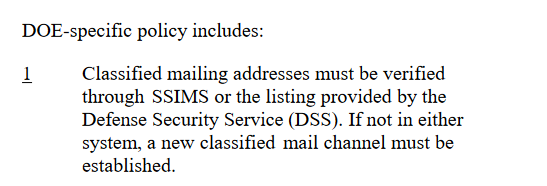 DOE-specific policy includes:
1 Classified mailing addresses must be verified
through SSIMS or the listing provided by the
Defense Security Service (DSS). If not in either
system, a new classified mail channel must be
established.